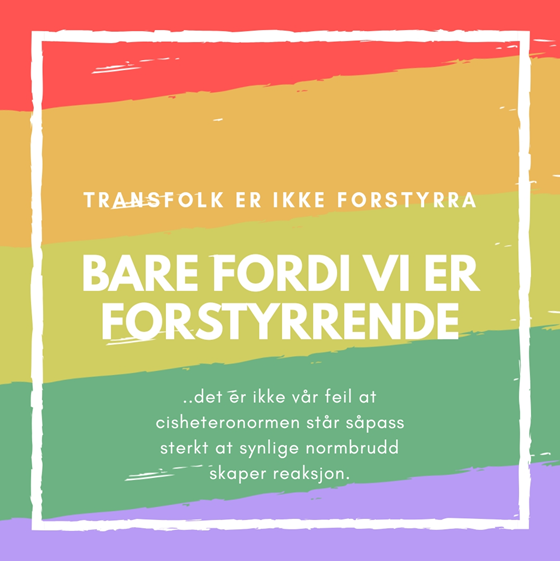 TRANSFOLK ER IKKE FORSTYRRA
BARE FORDI VI ER
FORSTYRRENDE
..det er ikke vår feil at
cisheteronormen står såpass
sterkt at synlige normbrudd
skaper reaksjon.